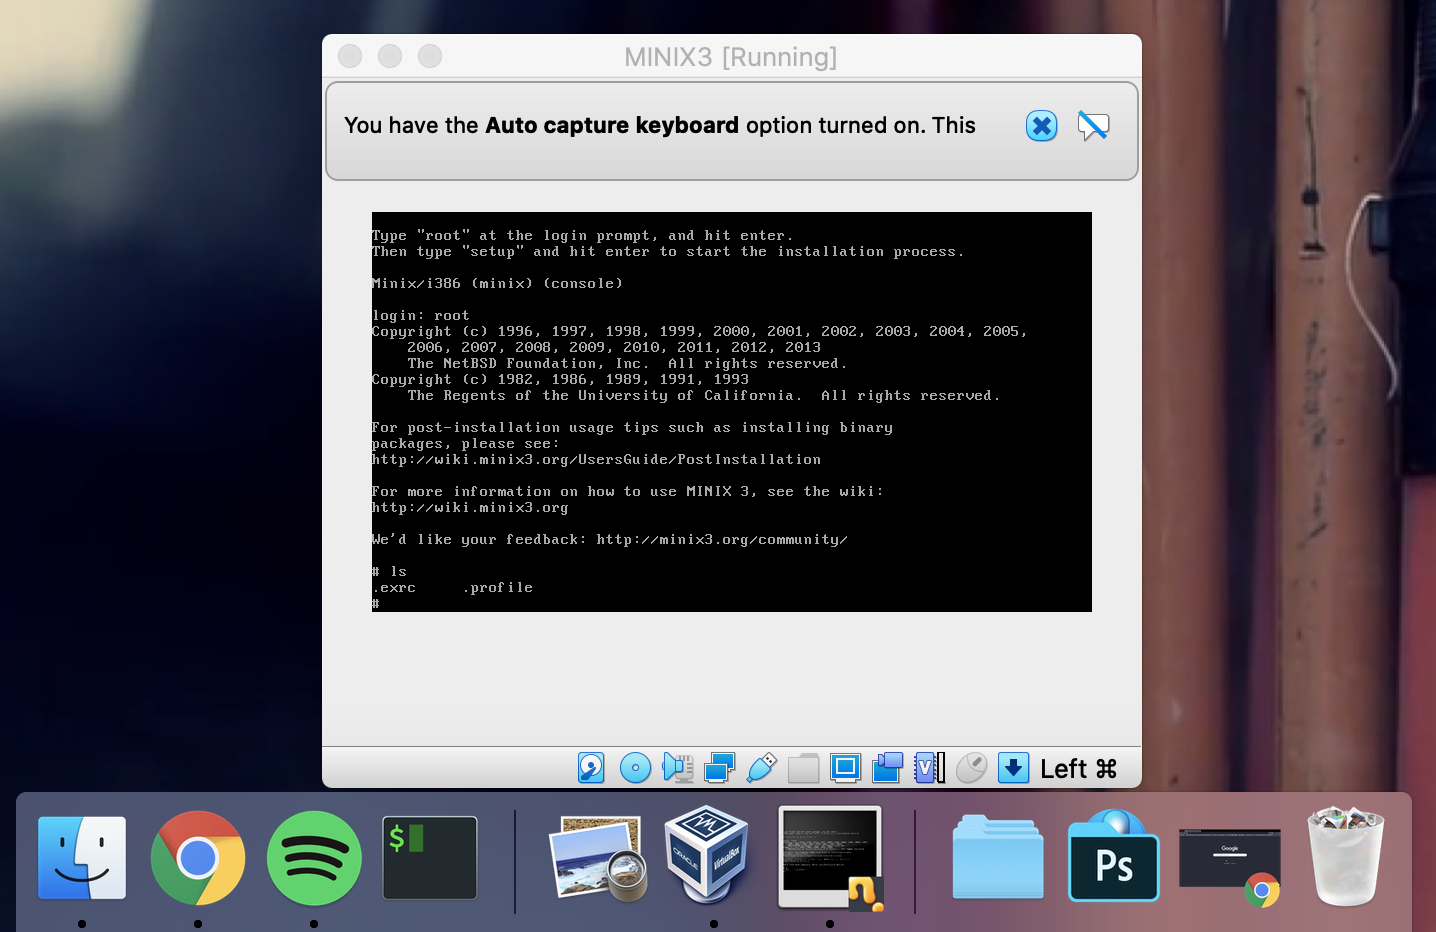 MINIX3 [Running]
You have the Auto capture keyboard option turned on. This
Type "root" at the login prompt, and hit enter.
Then type "setup" and hit enter to start the installation process.
Minix/i386 (minix) (console)
login: root
Copyright (c) 1996, 1997, 1998, 1999, 2000, 2001, 2002, 2003, 2004, 2005,
2006, 2007, 2008, 2009, 2010, 2011, 2012, 2013
The NetBSD Foundation, Inc.  All rights reserved.
Copyright (c) 1982, 1986, 1989, 1991, 1993
The Regents of the University of California.  All rights reserved.
For post-installation usage tips such as installing binary
packages, please see:
http://wiki.minix3.org/UsersGuide/PostInstallation
For more information on how to use MINIX 3, see the wiki:
http://wiki.minix3.org
We'd like your feedback: http://minix3.org/community/
# ls
.exrc     .profile
#
V
Left ⌘
$
ORACLE
VirtualBox
Ps
Google